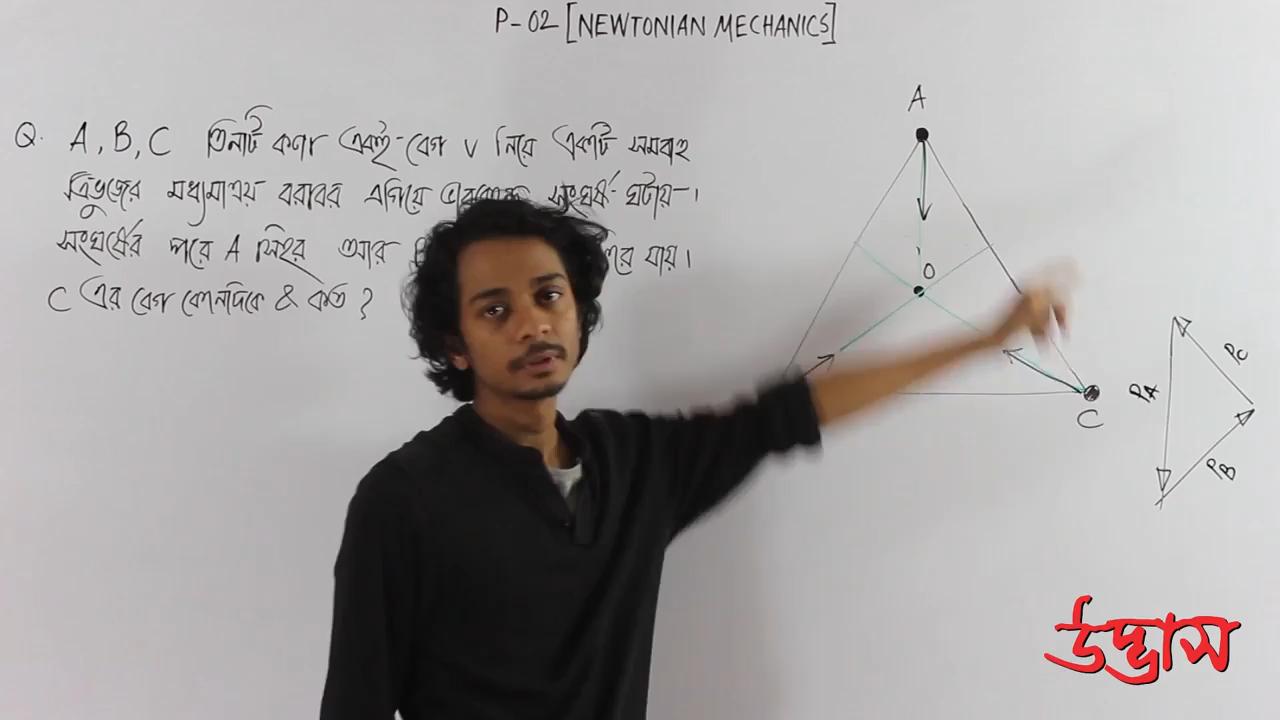 P-02 [NEWTONIAN MECHANICS]
Q. A, B, C তিনটি কণা একই বেগ v নিয়ে একটি সমবাহু
ত্রিভুজের মধ্যমাত্রয় বরাবর এগিয়ে সংঘর্ষ ঘটায়।
সংঘর্ষের পরে A স্থির আর যায়।
C এর বেগ কোনদিকে & কত?
A
O
C
PA
PC
PB
উদ্ভাস